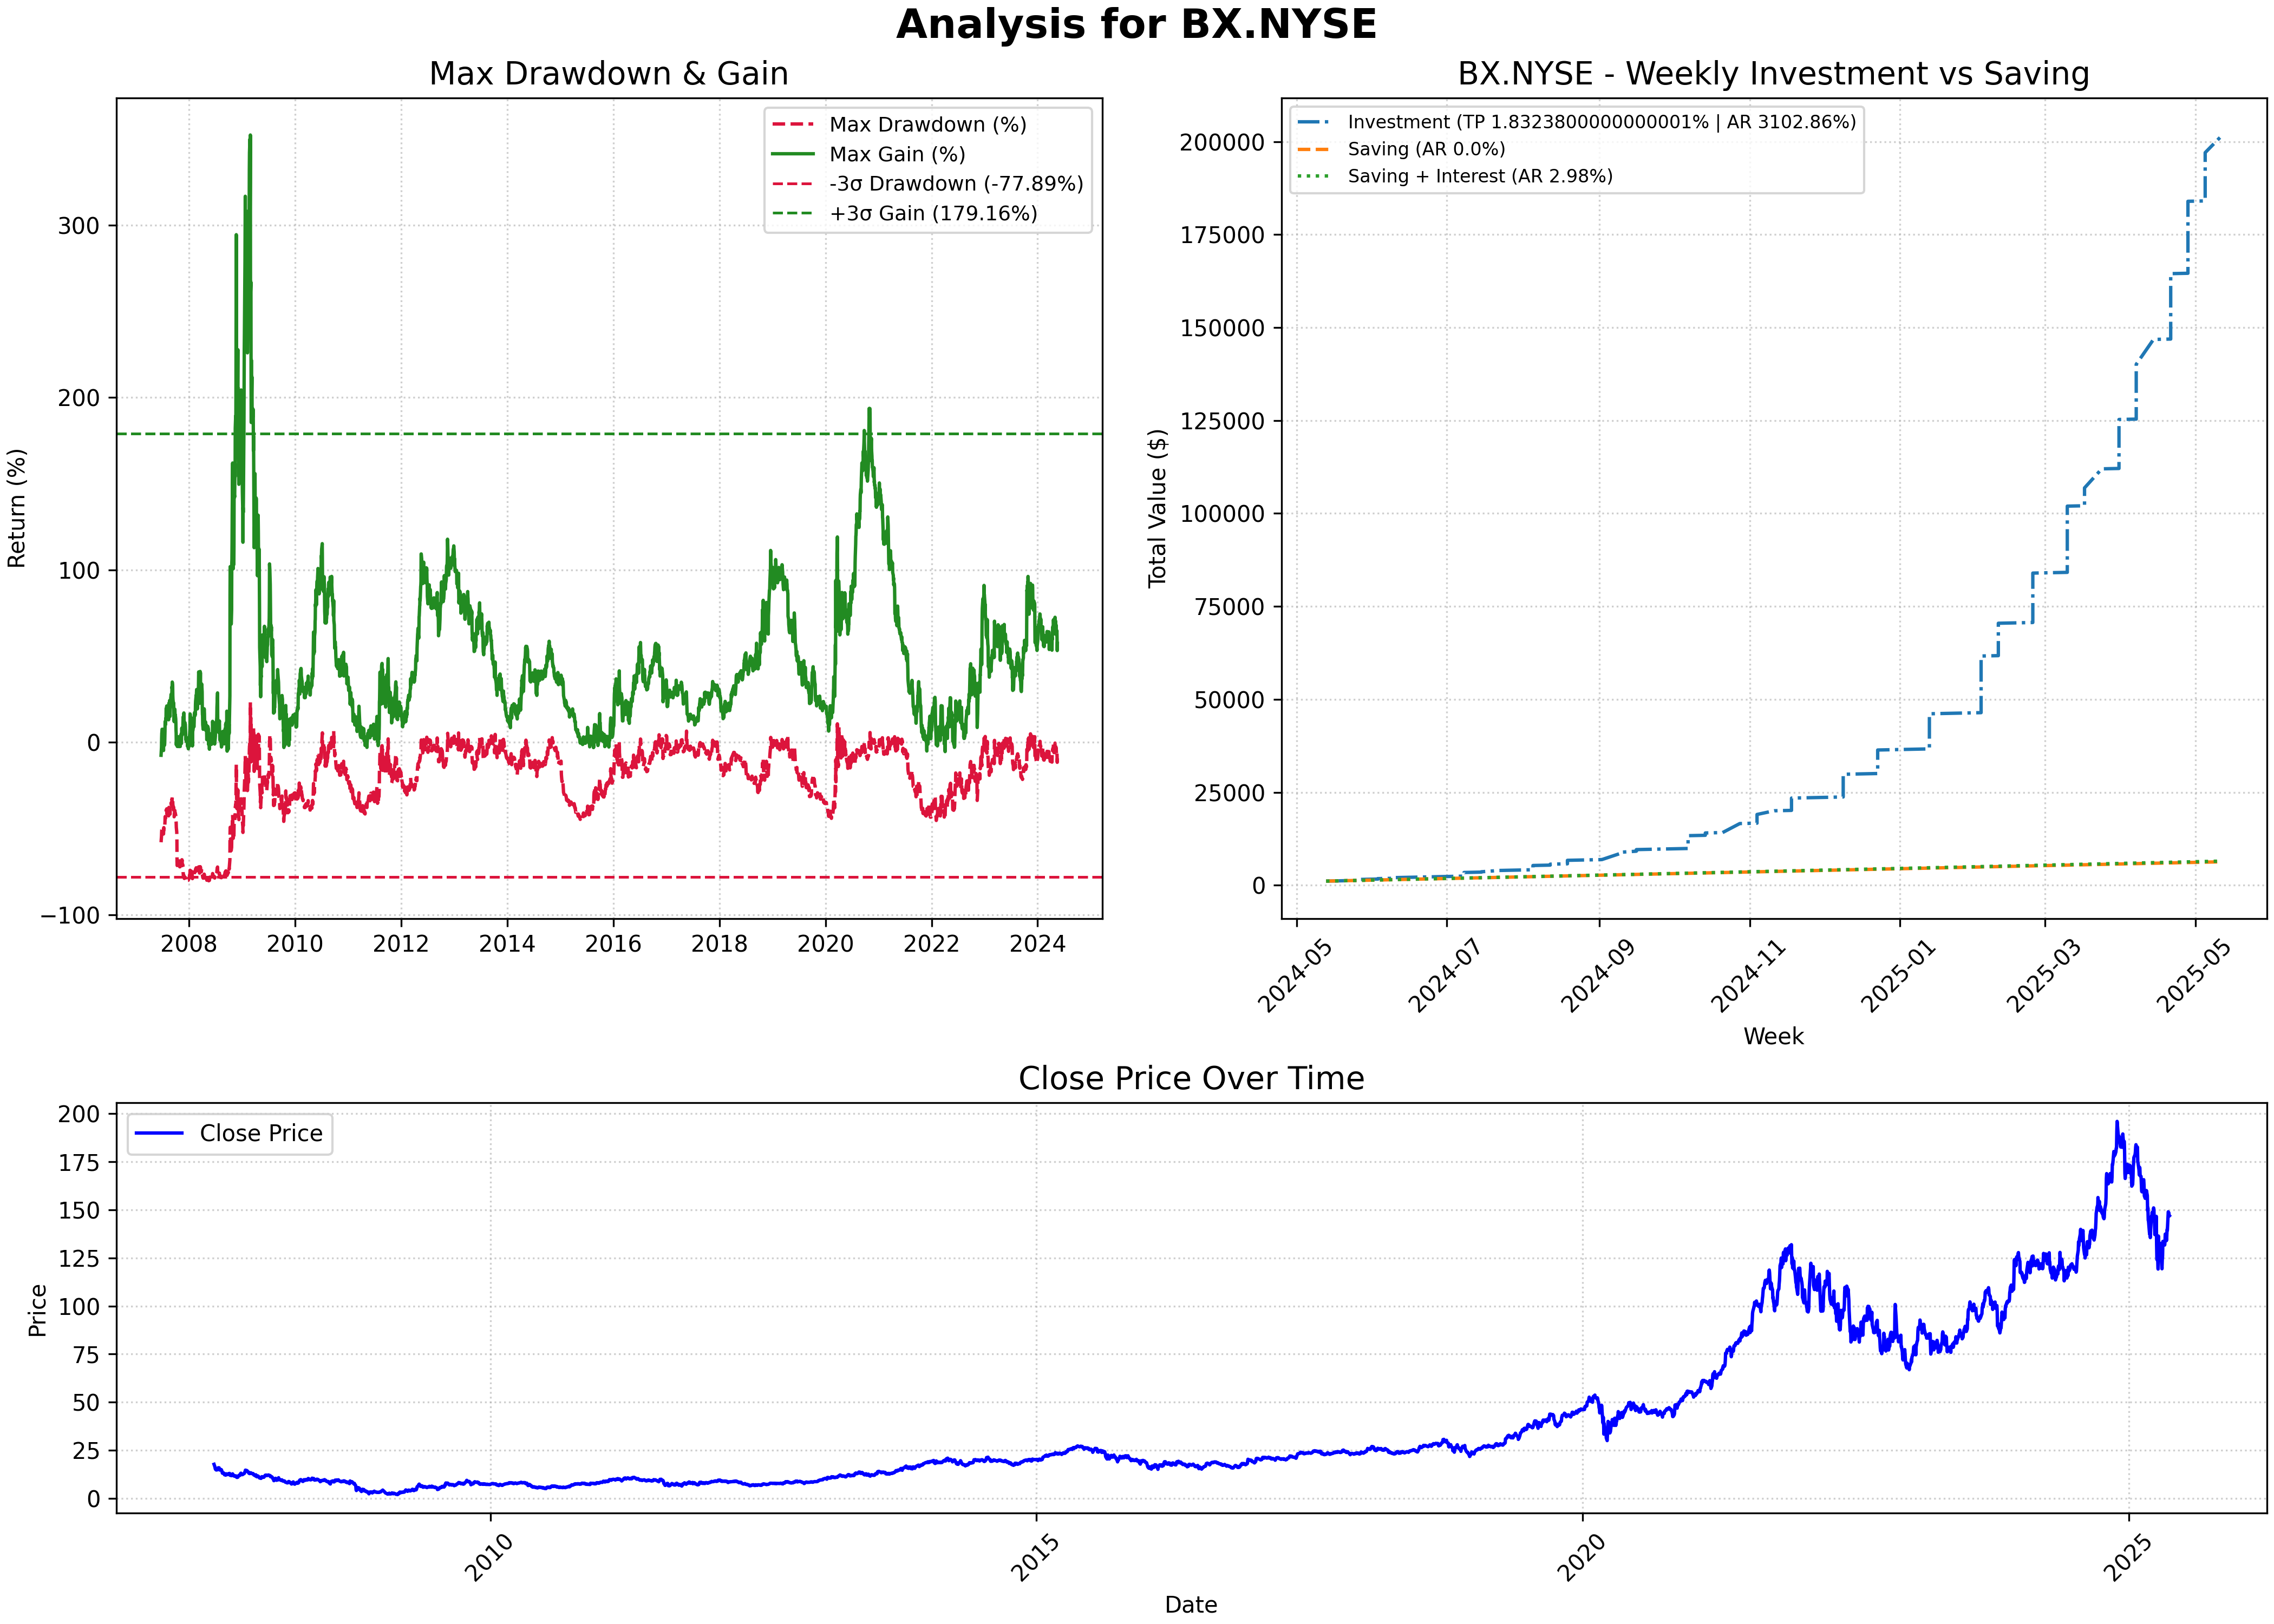 Analysis for BX.NYSE
Max Drawdown & Gain
Max Drawdown (%)
Max Gain (%)
-3σ Drawdown (-77.89%)
+3σ Gain (179.16%)
Return (%)
300
200
100
0
−100
2008 2010 2012 2014 2016 2018 2020 2022 2024
BX.NYSE - Weekly Investment vs Saving
Investment (TP 1.8323800000000001% | AR 3102.86%)
Saving (AR 0.0%)
Saving + Interest (AR 2.98%)
Total Value ($)
200000
175000
150000
125000
100000
75000
50000
25000
0
2024-05 2024-07 2024-09 2024-11 2025-01 2025-03 2025-05
Week
Close Price Over Time
Close Price
Price
200
175
150
125
100
75
50
25
0
2010 2015 2020 2025
Date